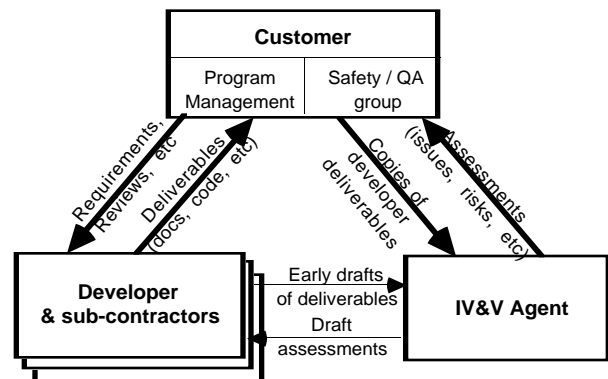 Customer
Program
Management
Safety / QA
group
Requirements,
Reviews, etc
Deliverables
(docs, code, etc)
Copies of
developer
deliverables
Assessments
(issues, risks, etc)
Developer
& sub-contractors
Early drafts
of deliverables
Draft
assessments
IV&V Agent